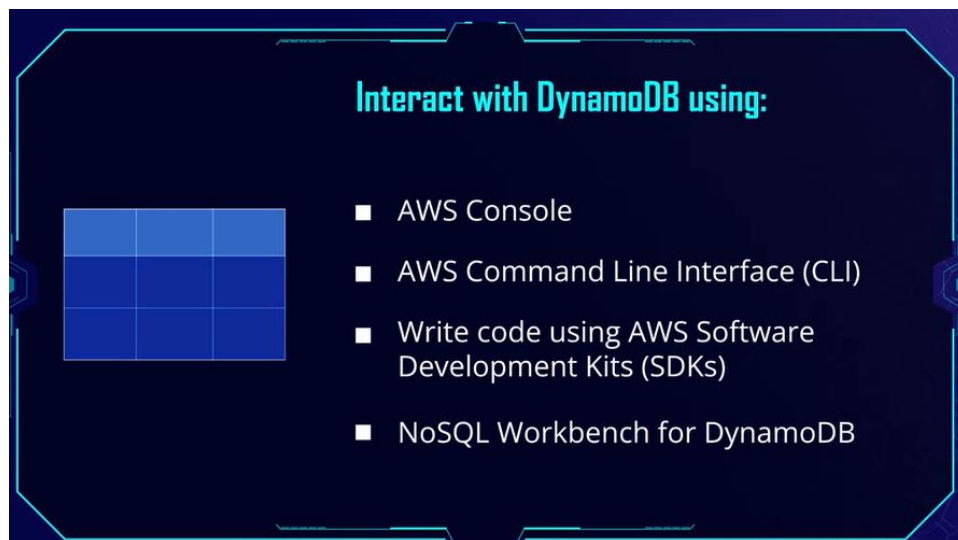 Interact with DynamoDB using:
AWS Console
AWS Command Line Interface (CLI)
Write code using AWS Software
Development Kits (SDKs)
NoSQL Workbench for DynamoDB